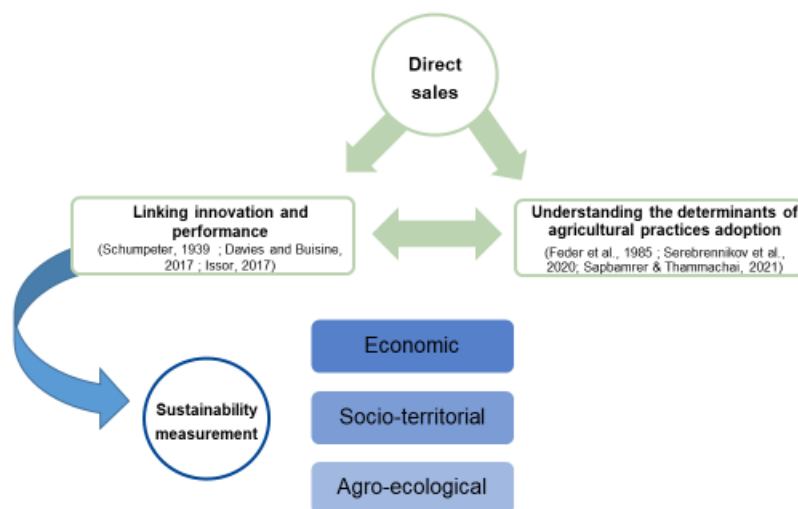 Direct
sales
Linking innovation and
performance
(Schumpeter, 1939 ; Davies and Buisine,
2017 ; Issor, 2017)
Understanding the determinants of
agricultural practices adoption
(Feder et al., 1985 ; Serebrennikov et al.,
2020; Sapbamrer & Thammachai, 2021)
Economic
Sustainability
measurement
Socio-territorial
Agro-ecological